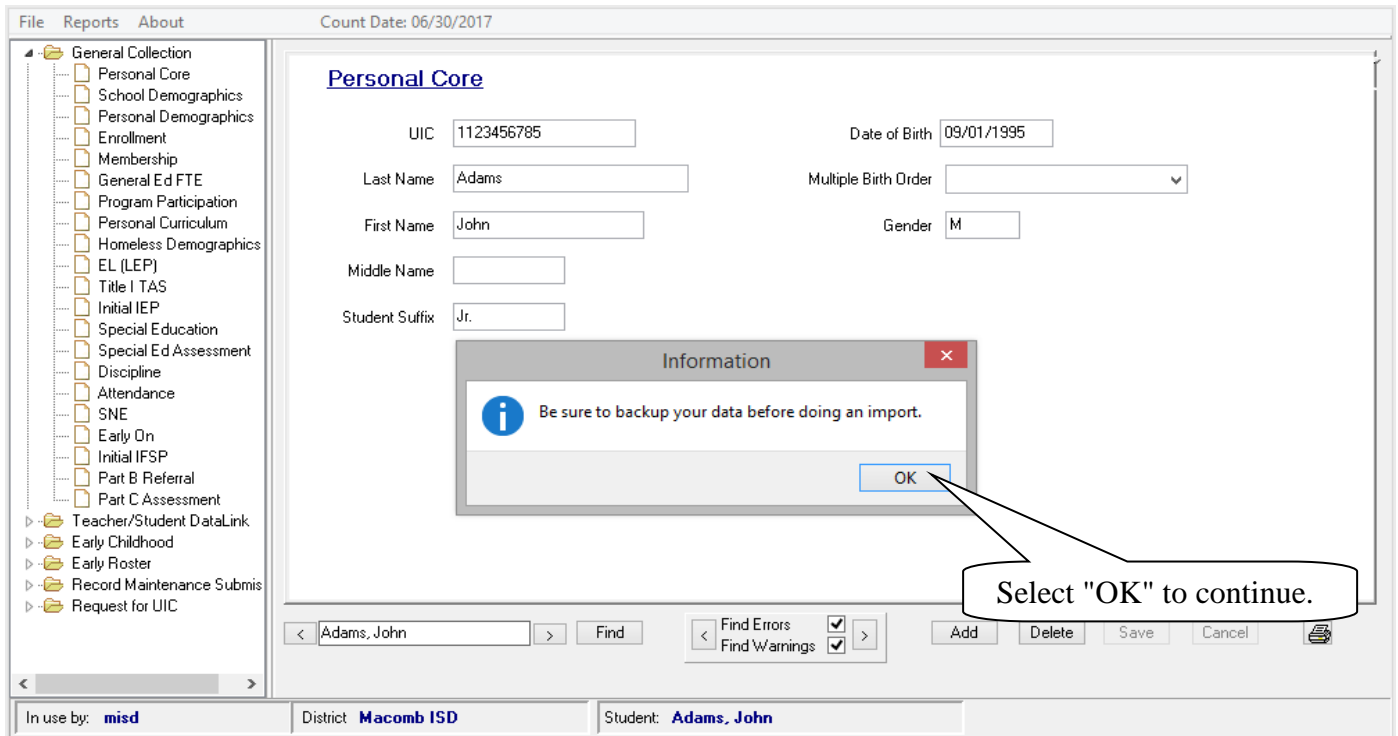 File Reports About Count Date: 06/30/2017
General Collection
Personal Core
School Demographics
Personal Demographics
Enrollment
Membership
General Ed FTE
Program Participation
Personal Curriculum
Homeless Demographics
EL (LEP)
Title I TAS
Initial IEP
Special Education
Special Ed Assessment
Discipline
Attendance
SNE
Early On
Initial IFSP
Part B Referral
Part C Assessment
Teacher/Student DataLink
Early Childhood
Early Roster
Record Maintenance Submis
Request for UIC
Personal Core
UIC 1123456785 Date of Birth 09/01/1995
Last Name Adams Multiple Birth Order
First Name John Gender M
Middle Name
Student Suffix Jr.
Information
Be sure to backup your data before doing an import.
OK
Select "OK" to continue.
< Adams, John > Find < Find Errors > Add Delete Save Cancel
Find Warnings
In use by: misd District Macomb ISD Student: Adams, John